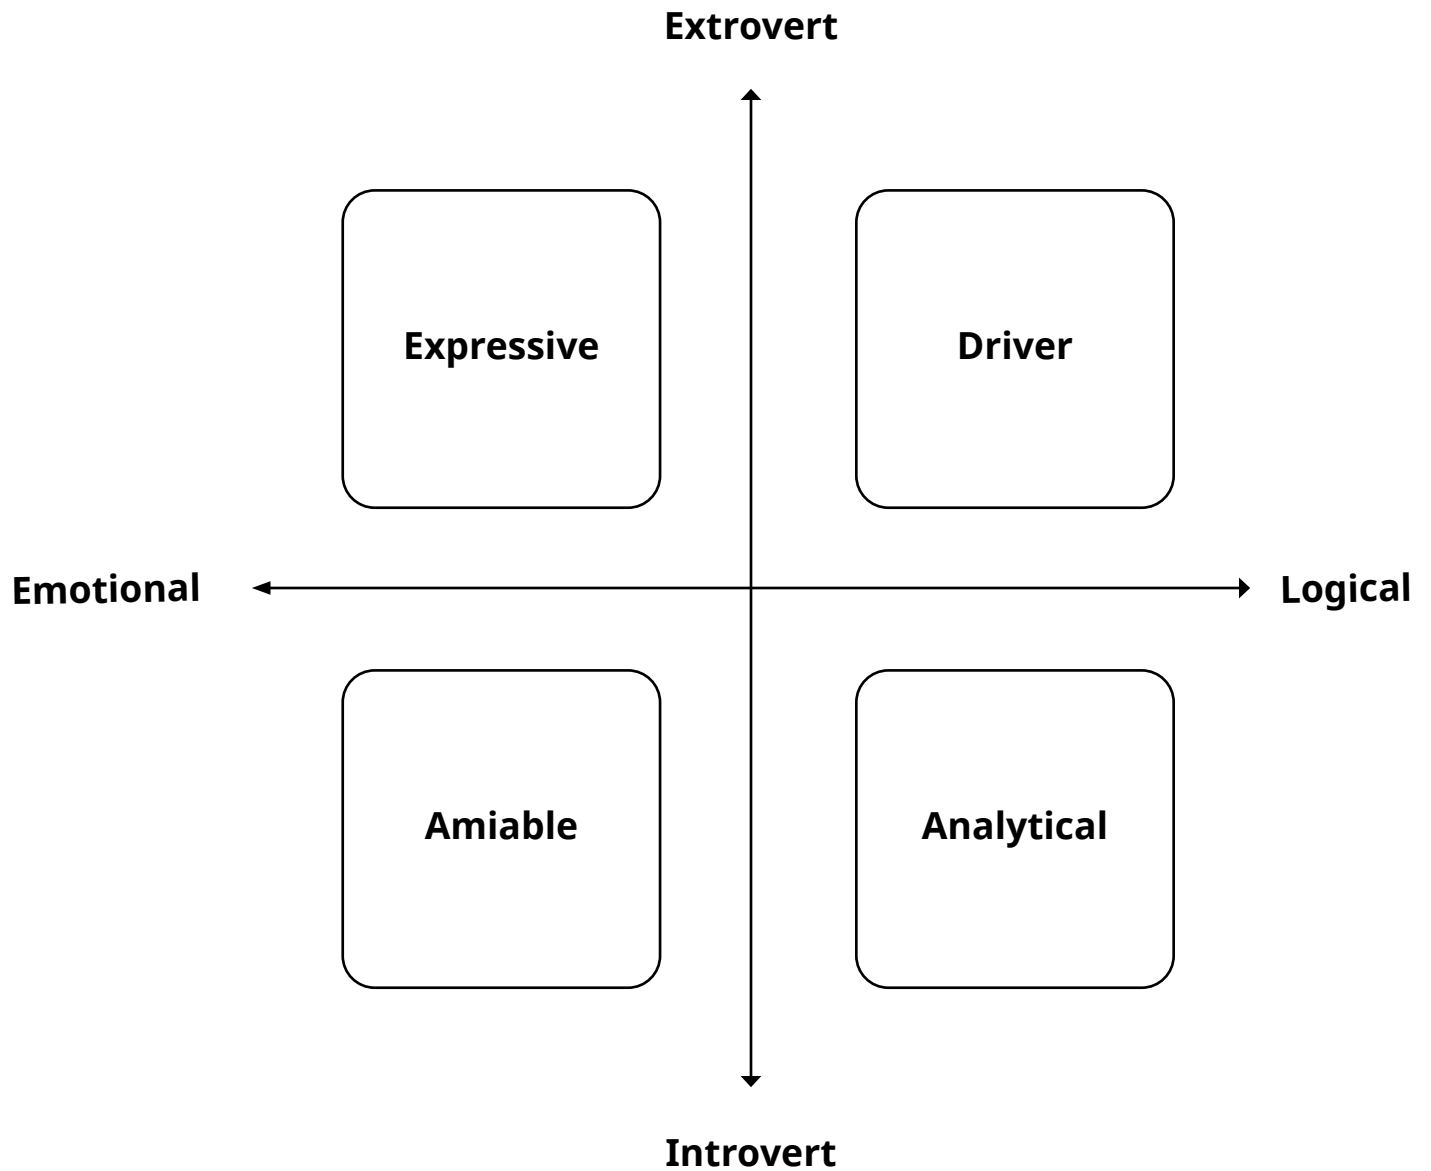 Extrovert
Expressive
Driver
Emotional
Logical
Amiable
Analytical
Introvert